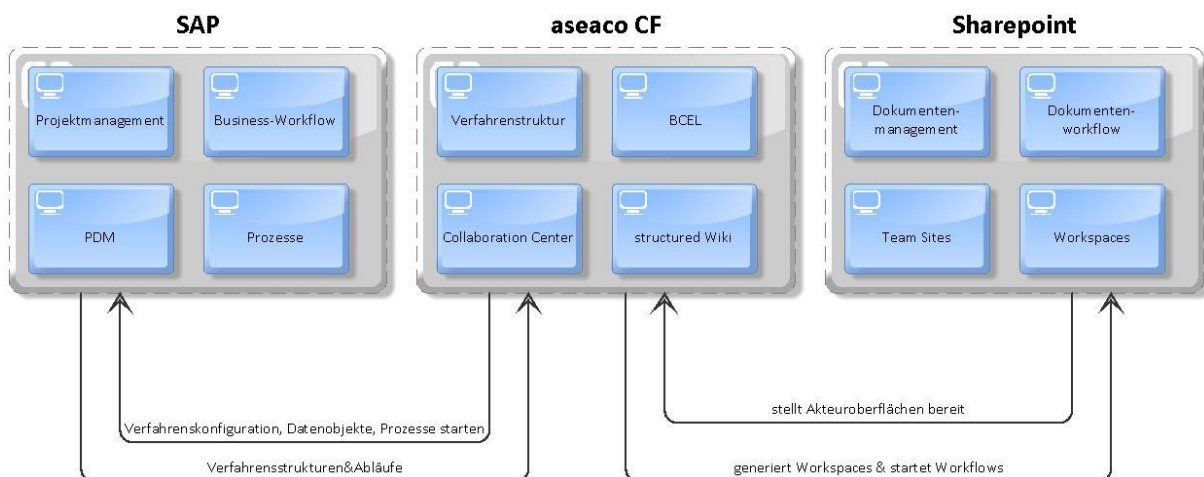 SAP
aseaco CF
Sharepoint
Projektmanagement
Business-Workflow
PDM
Prozesse
Verfahrenstruktur
BCEL
Collaboration Center
structured Wiki
Dokumenten-
management
Dokumenten-
workflow
Team Sites
Workspaces
stellt Akteuroberflächen bereit
Verfahrenskonfiguration, Datenobjekte, Prozesse starten
Verfahrensstrukturen&Abläufe
generiert Workspaces & startet Workflows